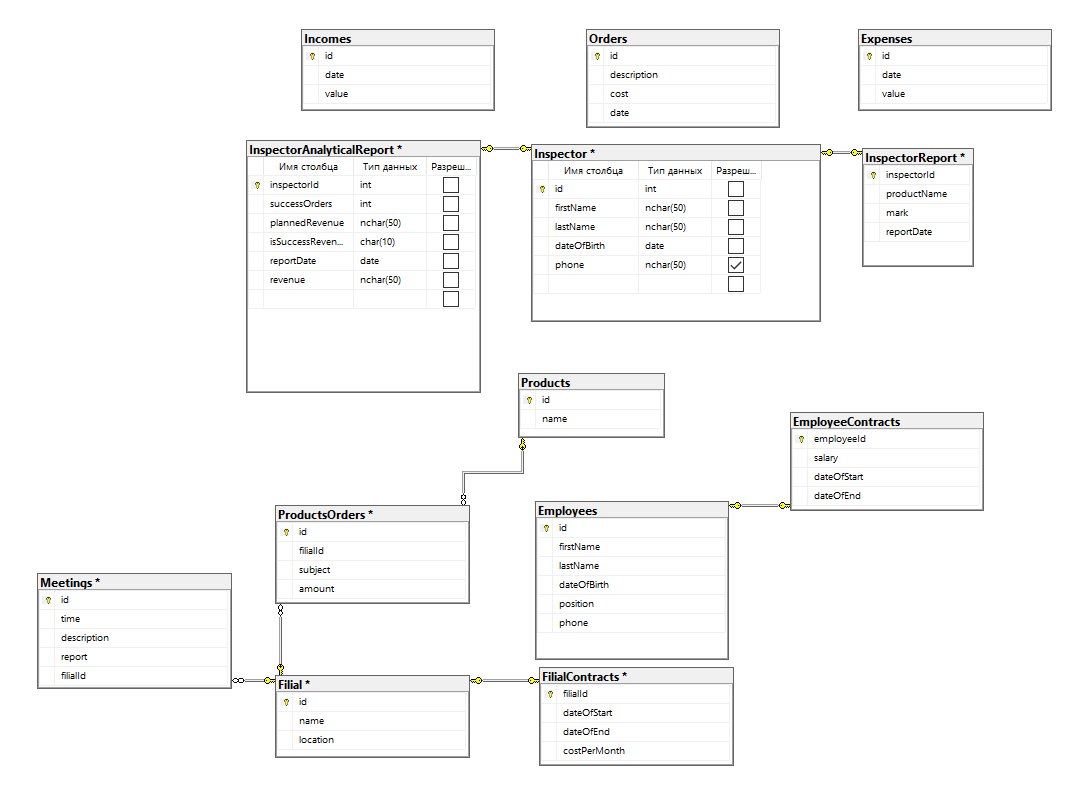 Incomes
id
date
value
Orders
id
description
cost
date
Expenses
id
date
value
InspectorAnalyticalReport *
Имя столбца Тип данных Разреш...
inspectorId int
successOrders int
plannedRevenue nchar(50)
isSuccessReven... char(10)
reportDate date
revenue nchar(50)
Inspector *
Имя столбца Тип данных Разреш...
id int
firstName nchar(50)
lastName nchar(50)
dateOfBirth date
phone nchar(50)
InspectorReport *
inspectorId
productName
mark
reportDate
Products
id
name
EmployeeContracts
employeeId
salary
dateOfStart
dateOfEnd
ProductsOrders *
id
filialId
subject
amount
Employees
id
firstName
lastName
dateOfBirth
position
phone
Meetings *
id
time
description
report
filialId
Filial *
id
name
location
FilialContracts *
filialId
dateOfStart
dateOfEnd
costPerMonth